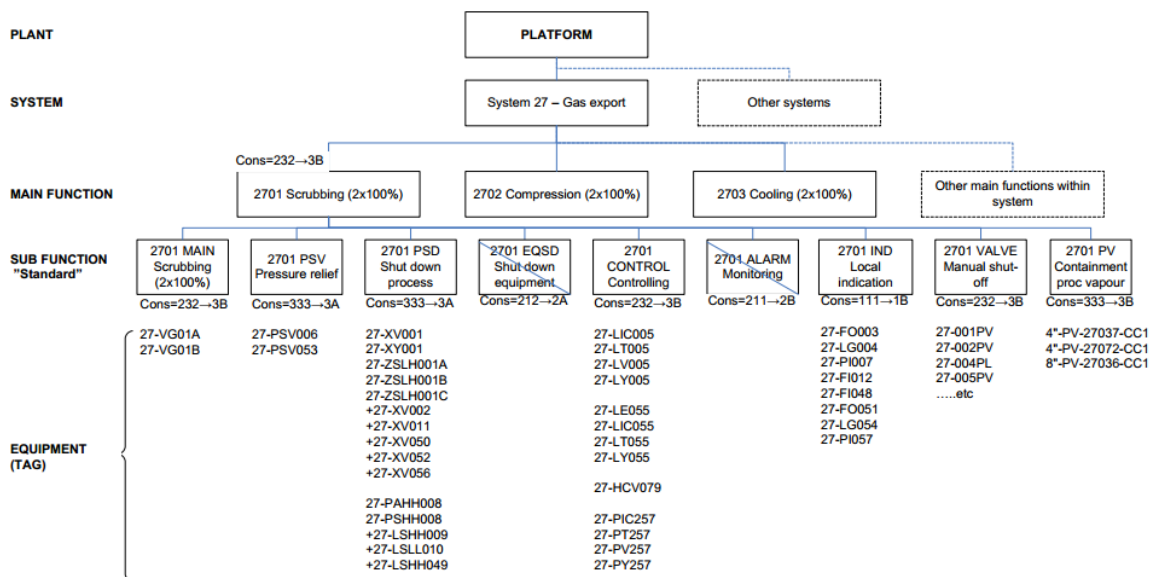 PLANT
PLATFORM
SYSTEM
System 27 – Gas export
Other systems
Cons=232→3B
MAIN FUNCTION
2701 Scrubbing (2x100%)
2702 Compression (2x100%)
2703 Cooling (2x100%)
Other main functions within
system
SUB FUNCTION
"Standard"
2701 MAIN
Scrubbing
(2x100%)
Cons=232→3B
2701 PSV
Pressure relief
Cons=333→3A
2701 PSD
Shut down
process
Cons=333→3A
2701 EQSD
Shut down
equipment
Cons=212→2A
2701
CONTROL
Controlling
Cons=232→3B
2701 ALARM
Monitoring
Cons=211→2B
2701 IND
Local
indication
Cons=111→1B
2701 VALVE
Manual shut-
off
Cons=232→3B
2701 PV
Containment
proc vapour
Cons=333→3B
EQUIPMENT
(TAG)
27-VG01A
27-VG01B
27-PSV006
27-PSV053
27-XV001
27-XY001
27-ZSLH001A
27-ZSLH001B
27-ZSLH001C
+27-XV002
+27-XV011
+27-XV050
+27-XV052
+27-XV056
27-PAHH008
27-PSHH008
+27-LSHH009
+27-LSLL010
+27-LSHH049
27-LIC005
27-LT005
27-LV005
27-LY005
27-LE055
27-LIC055
27-LT055
27-LY055
27-HCV079
27-PIC257
27-PT257
27-PV257
27-PY257
27-FO003
27-LG004
27-PI007
27-FI012
27-FI048
27-FO051
27-LG054
27-PI057
27-001PV
27-002PV
27-004PL
27-005PV
…..etc
4"-PV-27037-CC1
4"-PV-27072-CC1
8"-PV-27036-CC1